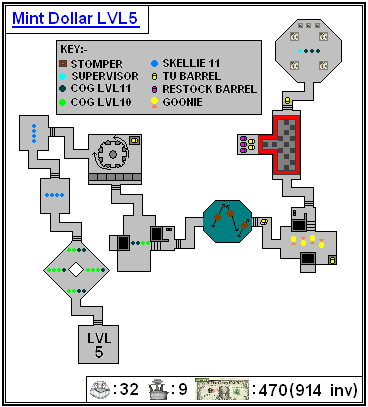 Mint Dollar LVL5
KEY:-
STOMPER
SKELLIE 11
SUPERVISOR
TU BARREL
COG LVL11
RESTOCK BARREL
COG LVL10
GOONIE
LVL
5
:32
:9
:470(914 inv)